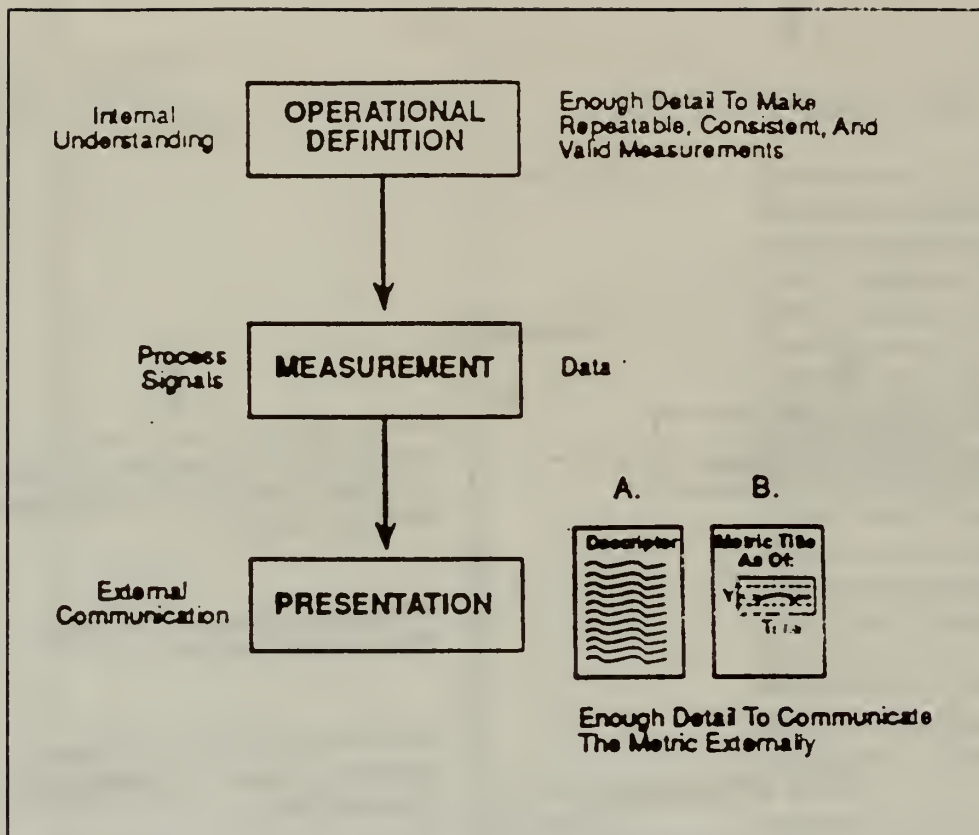 Internal
Understanding
OPERATIONAL
DEFINITION
Enough Detail To Make
Repeatable, Consistent, And
Valid Measurements
Process
Signals
MEASUREMENT
Data
External
Communication
PRESENTATION
A.
B.
Descriptor
Metric Title
As Of:
Y
Enough Detail To Communicate
The Metric Externally